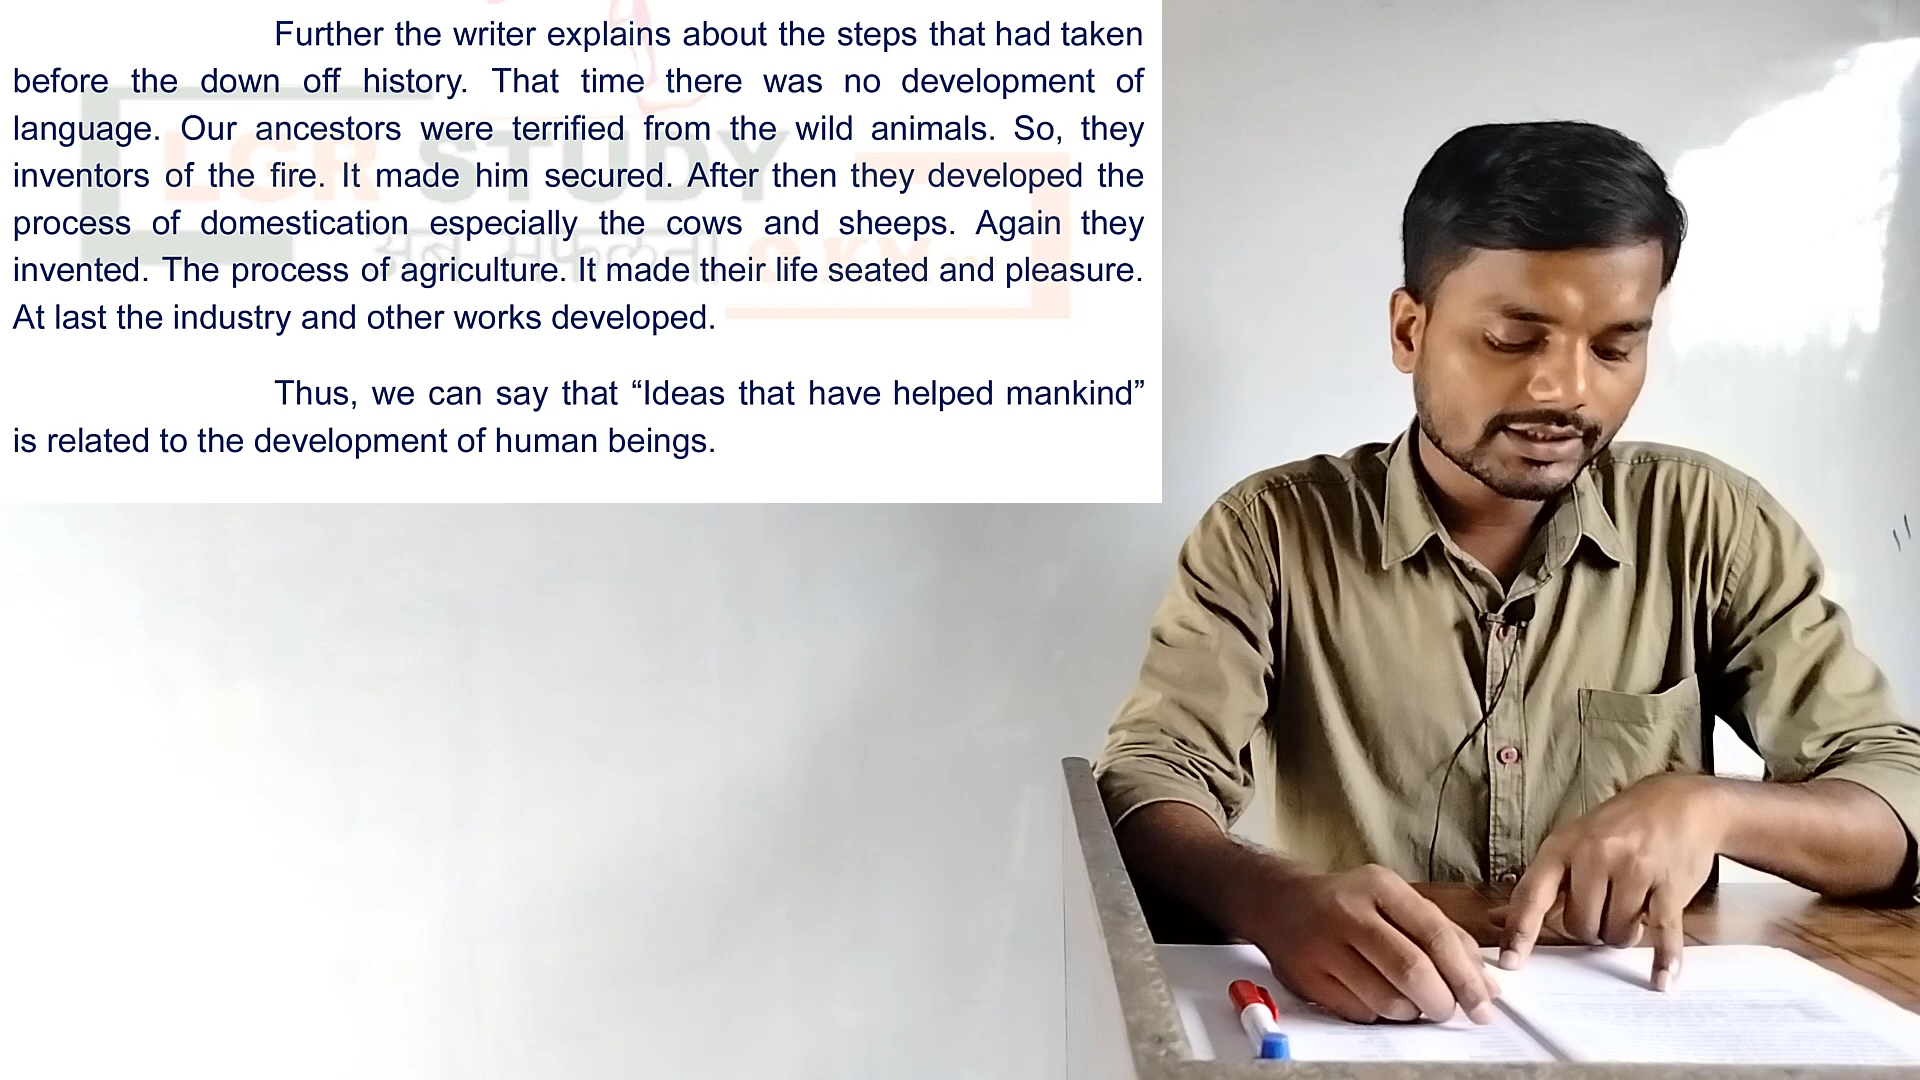 Further the writer explains about the steps that had taken
before the down off history. That time there was no development of
language. Our ancestors were terrified from the wild animals. So, they
inventors of the fire. It made him secured. After then they developed the
process of domestication especially the cows and sheeps. Again they
invented. The process of agriculture. It made their life seated and pleasure.
At last the industry and other works developed.
Thus, we can say that “Ideas that have helped mankind”
is related to the development of human beings.
LCR STUDY